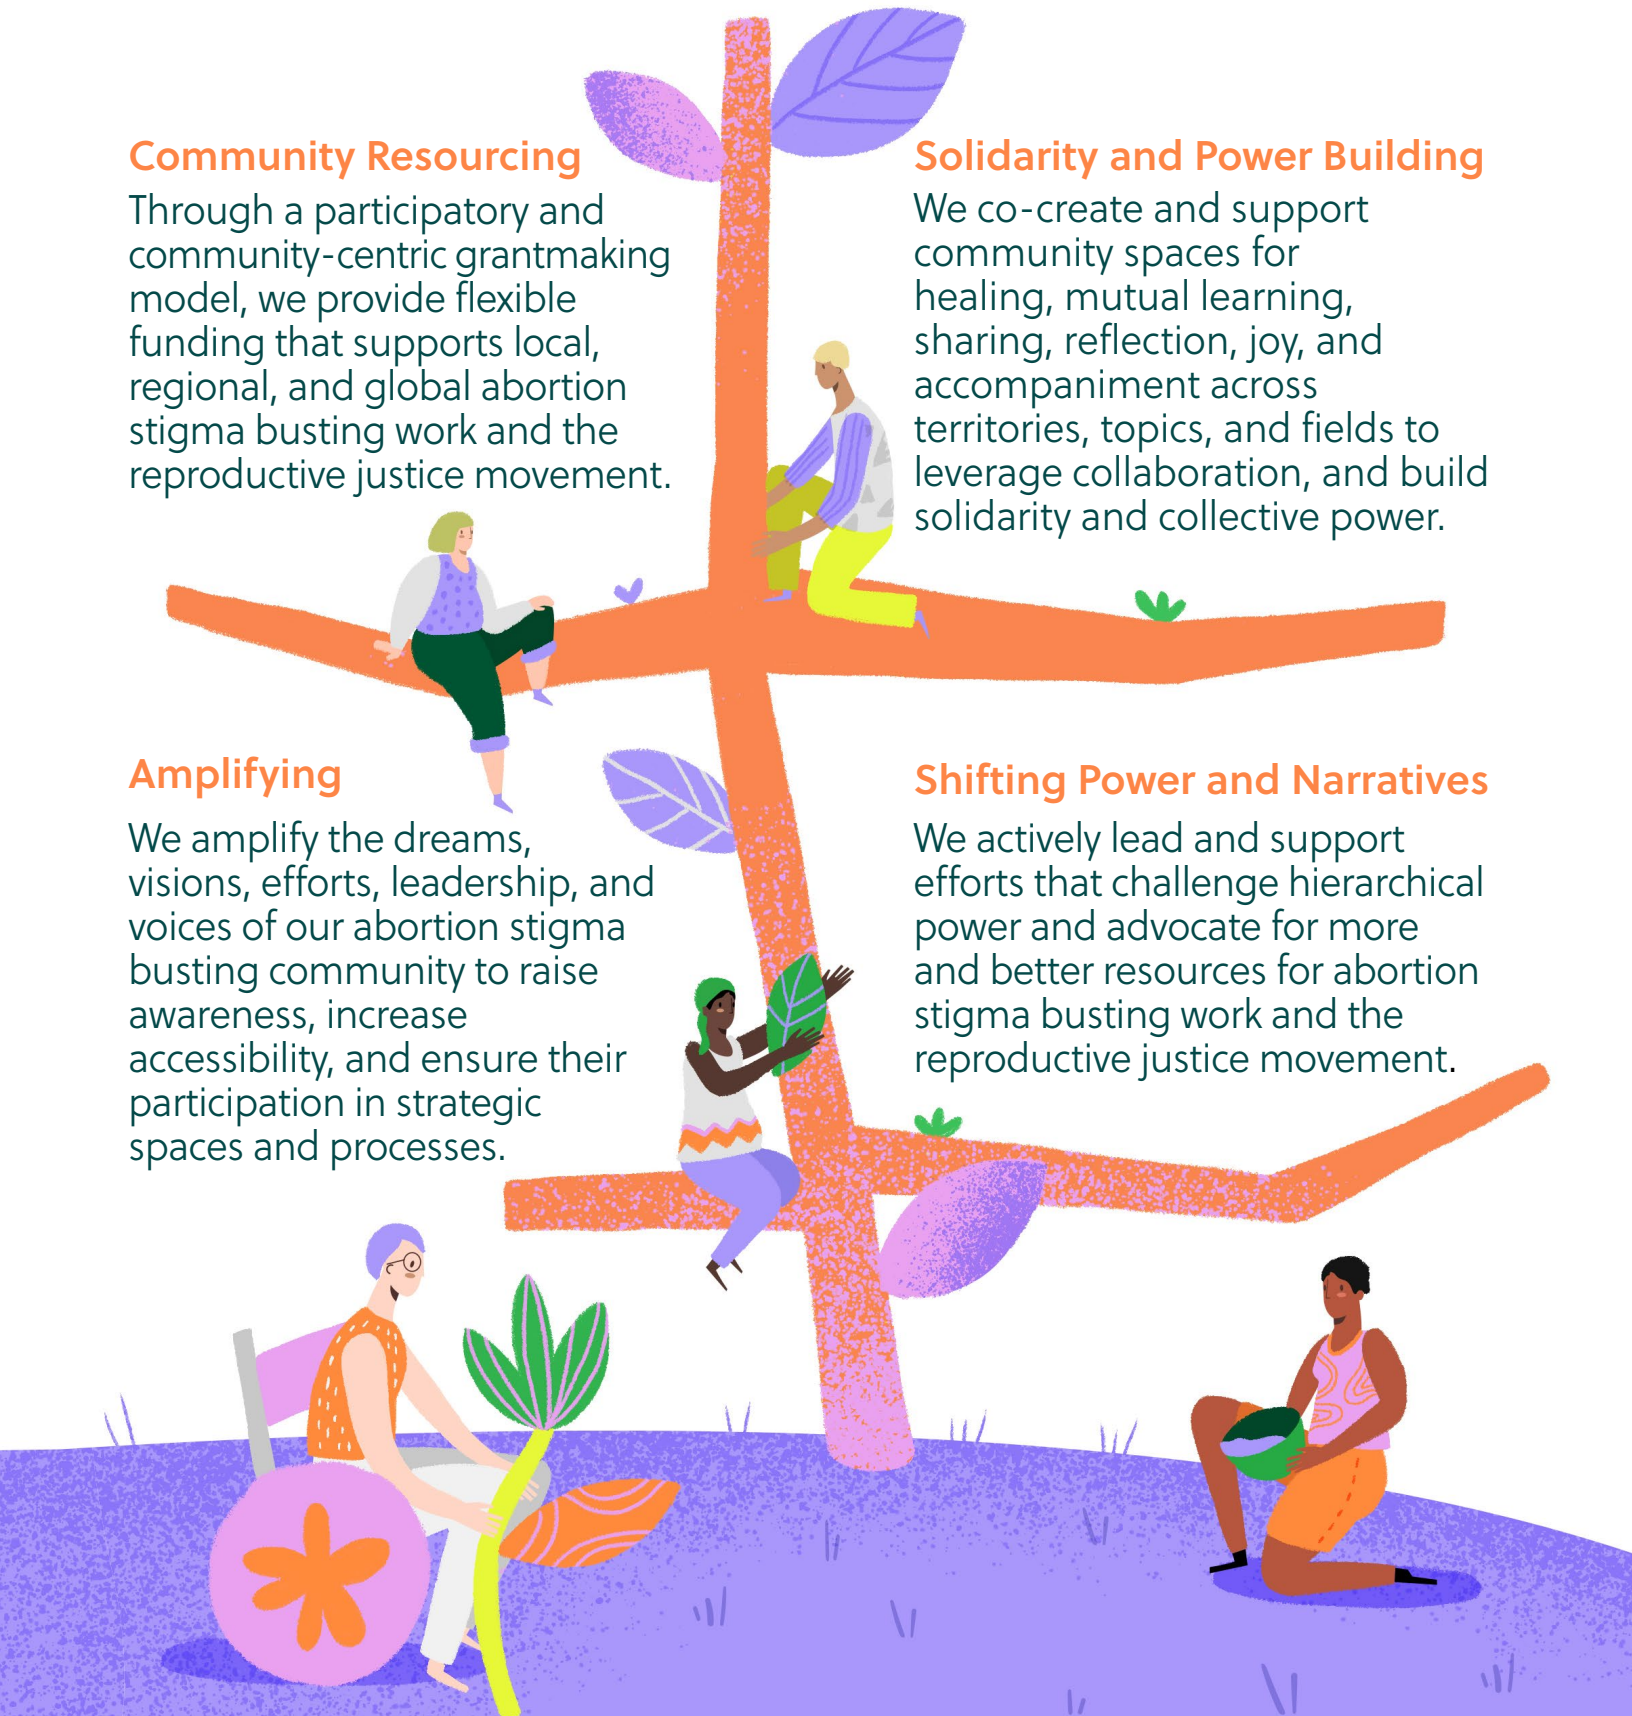 Community Resourcing
Through a participatory and
community-centric grantmaking
model, we provide flexible
funding that supports local,
regional, and global abortion
stigma busting work and the
reproductive justice movement.
Solidarity and Power Building
We co-create and support
community spaces for
healing, mutual learning,
sharing, reflection, joy, and
accompaniment across
territories, topics, and fields to
leverage collaboration, and build
solidarity and collective power.
Amplifying
We amplify the dreams,
visions, efforts, leadership, and
voices of our abortion stigma
busting community to raise
awareness, increase
accessibility, and ensure their
participation in strategic
spaces and processes.
Shifting Power and Narratives
We actively lead and support
efforts that challenge hierarchical
power and advocate for more
and better resources for abortion
stigma busting work and the
reproductive justice movement.